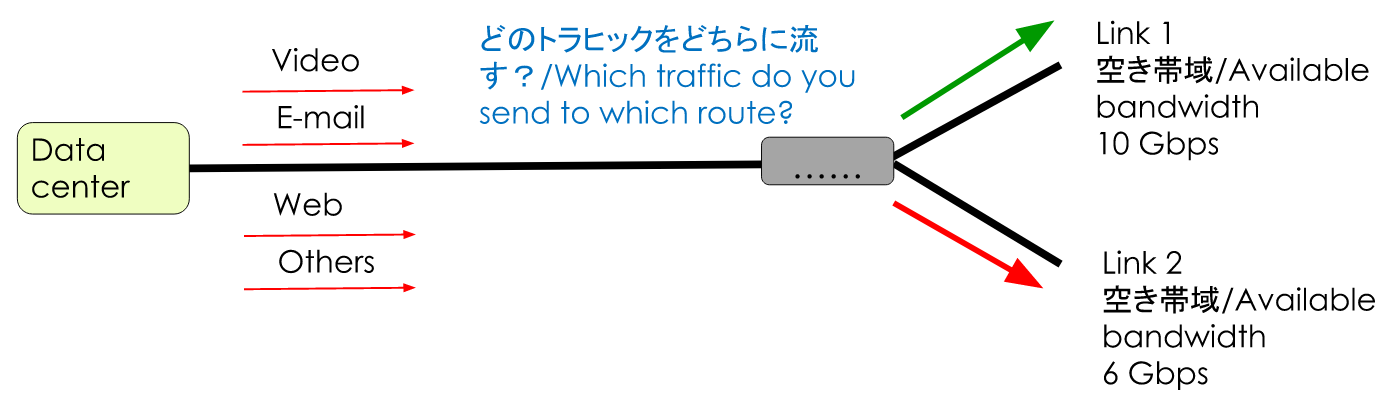 Data
center
Video
E-mail
Web
Others
どのトラヒックをどちらに流
す？/Which traffic do you
send to which route?
......
Link 1
空き帯域/Available
bandwidth
10 Gbps
Link 2
空き帯域/Available
bandwidth
6 Gbps